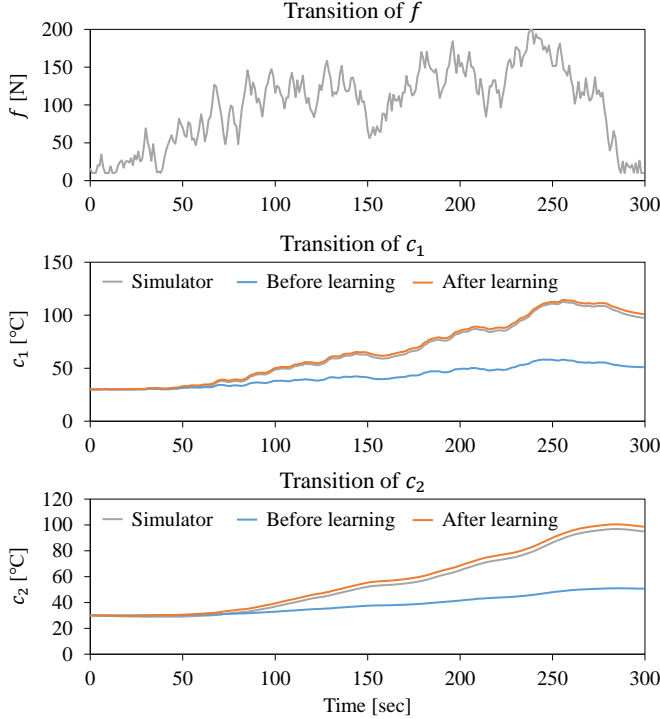 Transition of f
f [N]
200
150
100
50
0
0 50 100 150 200 250 300
Transition of c₁
Simulator Before learning After learning
c₁ [°C]
150
100
50
0
0 50 100 150 200 250 300
Transition of c₂
Simulator Before learning After learning
c₂ [°C]
120
100
80
60
40
20
0
0 50 100 150 200 250 300
Time [sec]